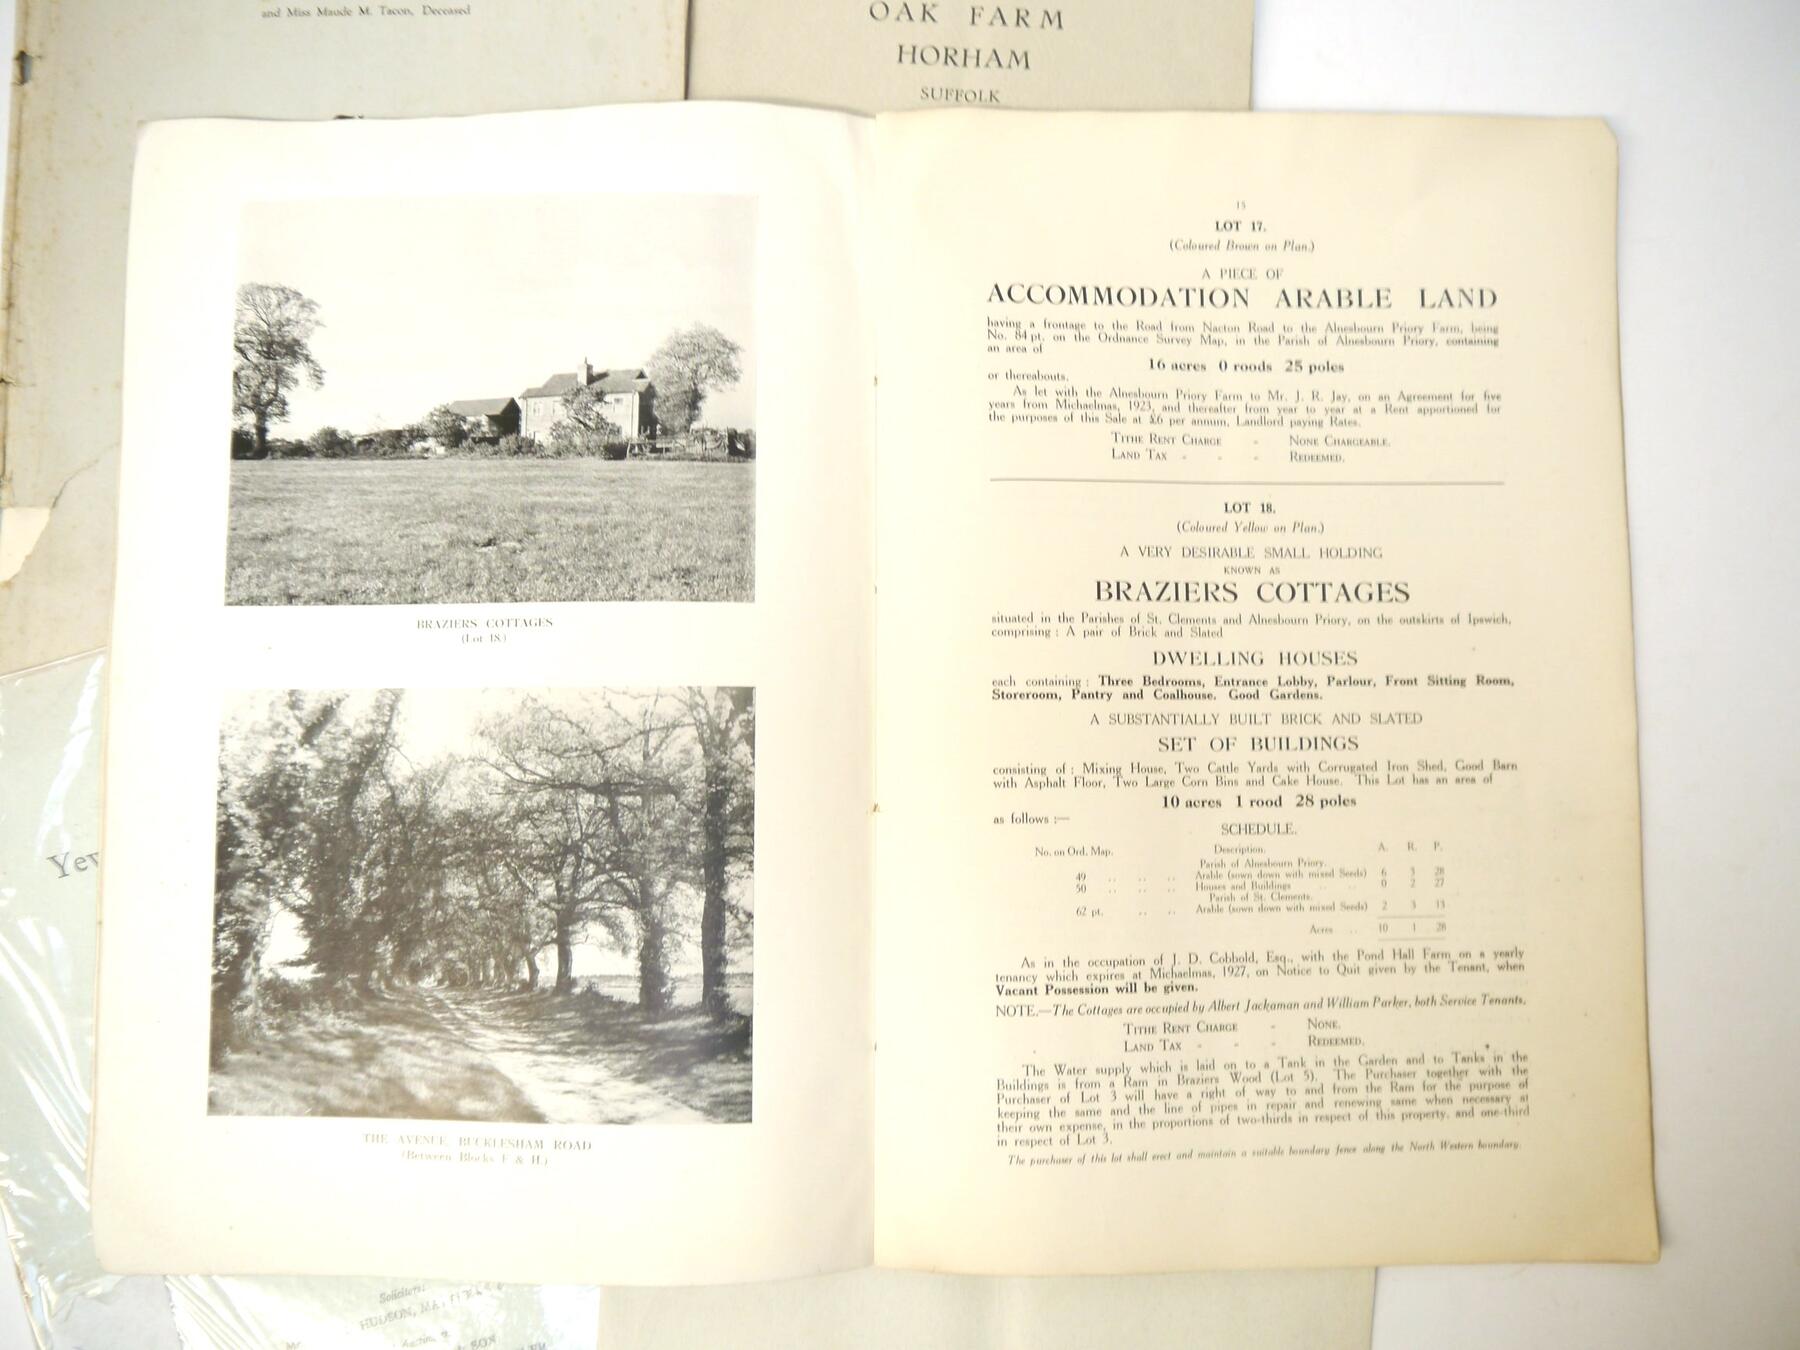 and Miss Maude M. Tacon, Deceased
OAK FARM
HORHAM
SUFFOLK
BRAZIERS COTTAGES
(Lot 18.)
THE AVENUE, BUCKLESHAM ROAD
(Between Blocks F & H.)
15
LOT 17.
(Coloured Brown on Plan.)
A PIECE OF
ACCOMMODATION ARABLE LAND
having a frontage to the Road from Nacton Road to the Alnesbourn Priory Farm, being
No. 84 pt. on the Ordnance Survey Map, in the Parish of Alnesbourn Priory, containing
an area of
16 acres 0 roods 25 poles
or thereabouts.
As let with the Alnesbourn Priory Farm to Mr. J. R. Jay, on an Agreement for five
years from Michaelmas, 1923, and thereafter from year to year at a Rent apportioned for
the purposes of this Sale at £6 per annum, Landlord paying Rates.
TITHE RENT CHARGE - NONE CHARGEABLE.
LAND TAX - - - REDEEMED.
LOT 18.
(Coloured Yellow on Plan.)
A VERY DESIRABLE SMALL HOLDING
KNOWN AS
BRAZIERS COTTAGES
situated in the Parishes of St. Clements and Alnesbourn Priory, on the outskirts of Ipswich,
comprising : A pair of Brick and Slated
DWELLING HOUSES
each containing : Three Bedrooms, Entrance Lobby, Parlour, Front Sitting Room,
Storeroom, Pantry and Coalhouse. Good Gardens.
A SUBSTANTIALLY BUILT BRICK AND SLATED
SET OF BUILDINGS
consisting of : Mixing House, Two Cattle Yards with Corrugated Iron Shed, Good Barn
with Asphalt Floor, Two Large Corn Bins and Cake House. This Lot has an area of
10 acres 1 rood 28 poles
as follows :—
SCHEDULE.
No. on Ord. Map. Description. A. R. P.
Parish of Alnesbourn Priory.
49 .. .. .. Arable (sown down with mixed Seeds) 6 3 28
50 .. .. .. Houses and Buildings .. .. 0 2 27
Parish of St. Clements.
62 pt. .. .. Arable (sown down with mixed Seeds) 2 3 13
Acres .. 10 1 28
As in the occupation of J. D. Cobbold, Esq., with the Pond Hall Farm on a yearly
tenancy which expires at Michaelmas, 1927, on Notice to Quit given by the Tenant, when
Vacant Possession will be given.
NOTE.—The Cottages are occupied by Albert Jackaman and William Parker, both Service Tenants.
TITHE RENT CHARGE - NONE.
LAND TAX - - - REDEEMED.
The Water supply which is laid on to a Tank in the Garden and to Tanks in the
Buildings is from a Ram in Braziers Wood (Lot 5). The Purchaser together with the
Purchaser of Lot 3 will have a right of way to and from the Ram for the purpose of
keeping the same and the line of pipes in repair and renewing same when necessary at
their own expense, in the proportions of two-thirds in respect of this property, and one-third
in respect of Lot 3.
The purchaser of this lot shall erect and maintain a suitable boundary fence along the North Western boundary.
Solicitors:
HUDSON,
SON